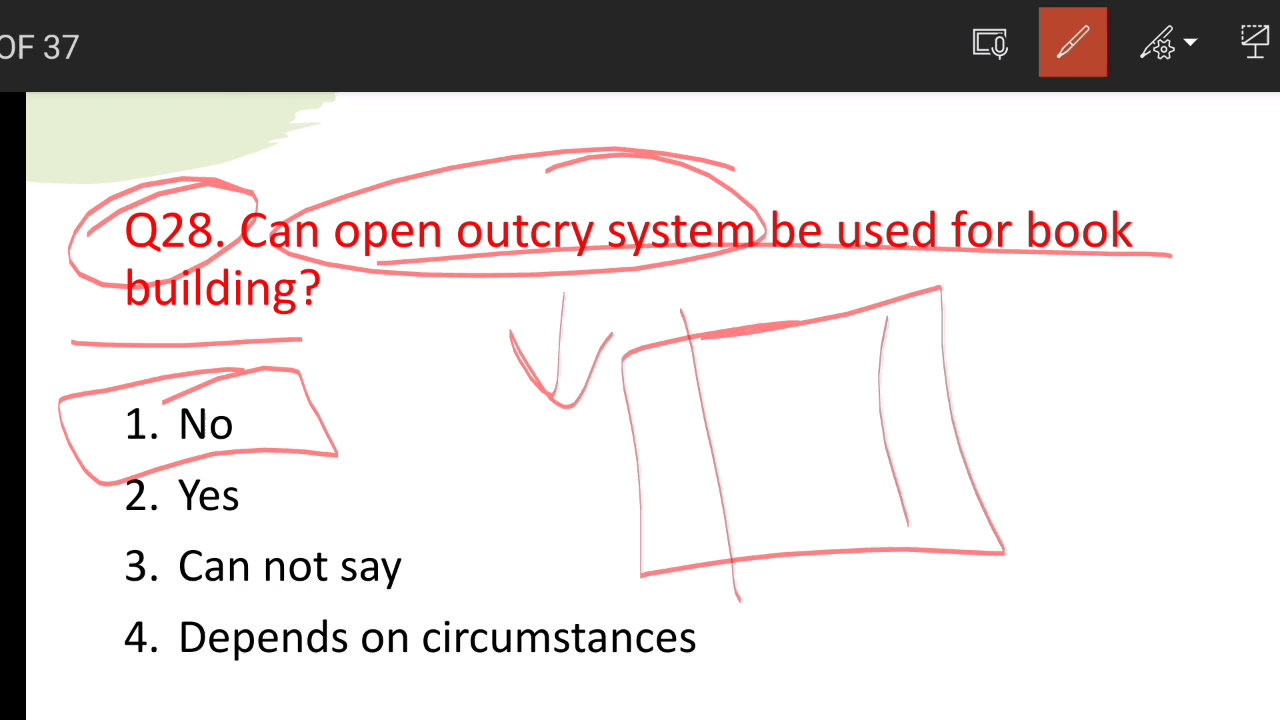 OF 37
Q28. Can open outcry system be used for book
building?
1. No
2. Yes
3. Can not say
4. Depends on circumstances